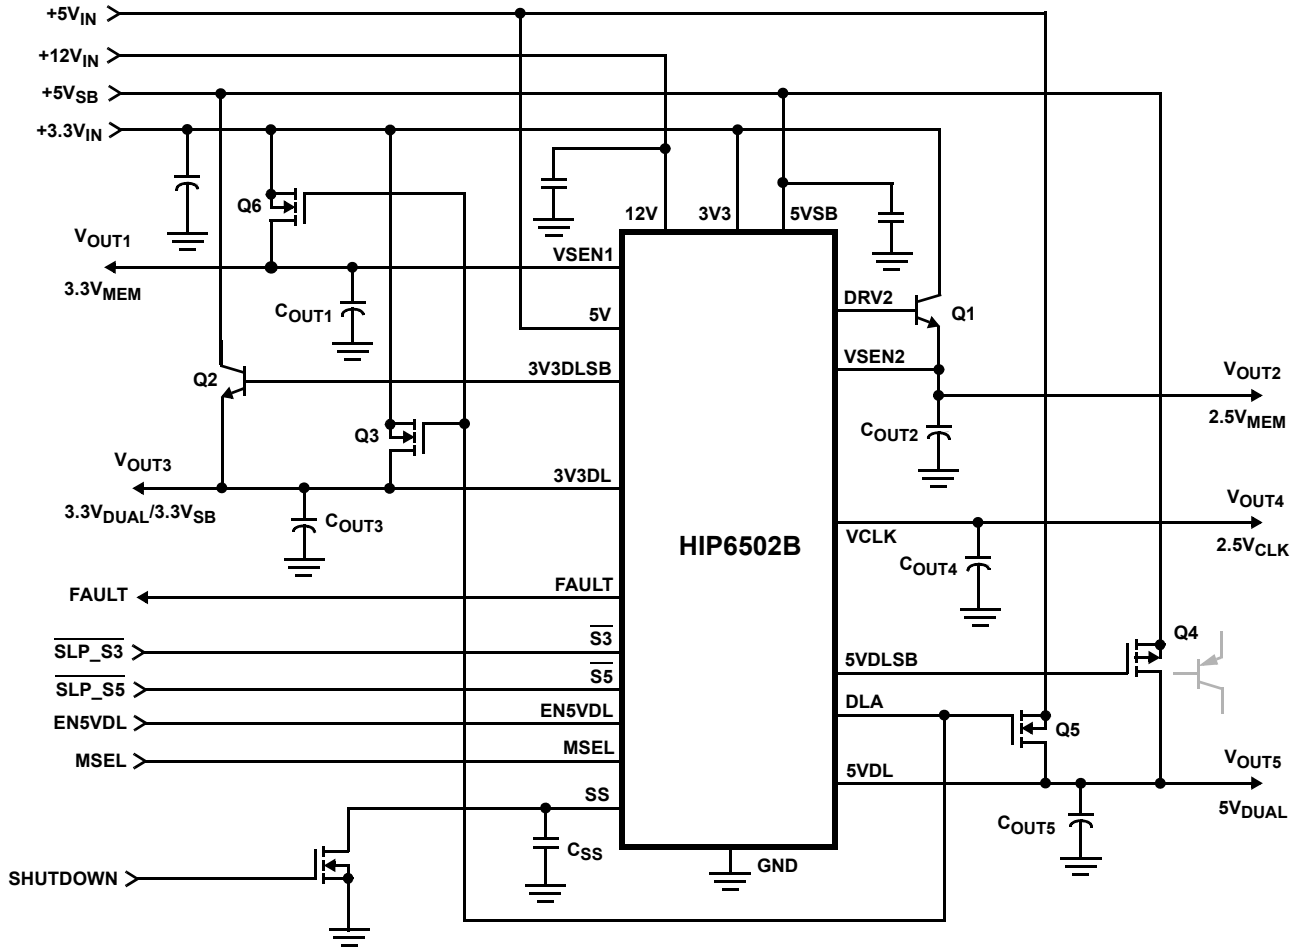 +5VIN
+12VIN
+5VSB
+3.3VIN
Q6
12V
3V3
5VSB
VOUT1
3.3VMEM
VSEN1
COUT1
5V
DRV2
Q1
VSEN2
Q2
3V3DLSB
VOUT2
2.5VMEM
COUT2
Q3
VOUT3
3.3VDUAL/3.3VSB
3V3DL
COUT3
HIP6502B
VCLK
VOUT4
2.5VCLK
COUT4
FAULT
FAULT
SLP_S3
S3
Q4
SLP_S5
S5
5VDLSB
EN5VDL
EN5VDL
DLA
Q5
MSEL
MSEL
5VDL
VOUT5
5VDUAL
COUT5
SS
CSS
GND
SHUTDOWN